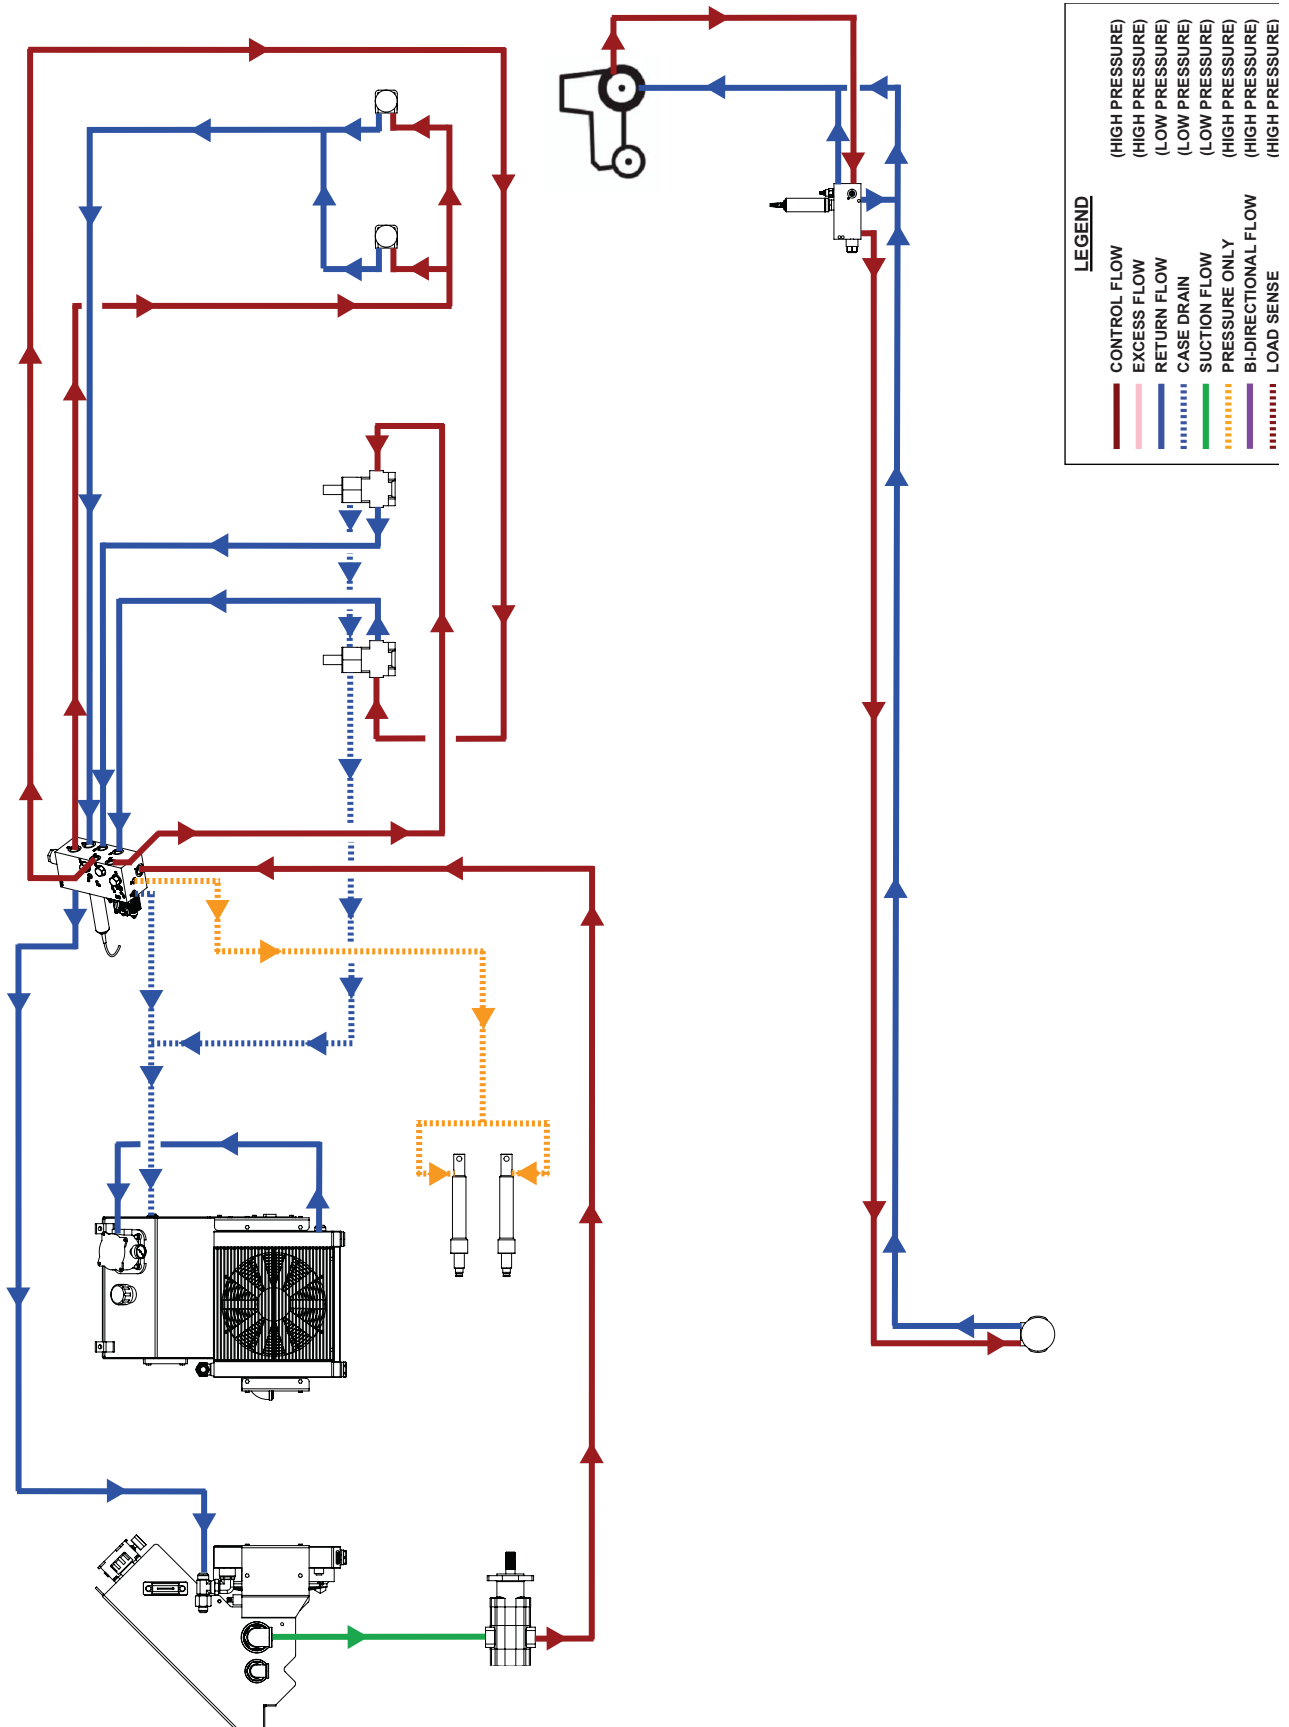 LEGEND
CONTROL FLOW (HIGH PRESSURE)
EXCESS FLOW (HIGH PRESSURE)
RETURN FLOW (LOW PRESSURE)
CASE DRAIN (LOW PRESSURE)
SUCTION FLOW (LOW PRESSURE)
PRESSURE ONLY (HIGH PRESSURE)
BI-DIRECTIONAL FLOW (HIGH PRESSURE)
LOAD SENSE (HIGH PRESSURE)